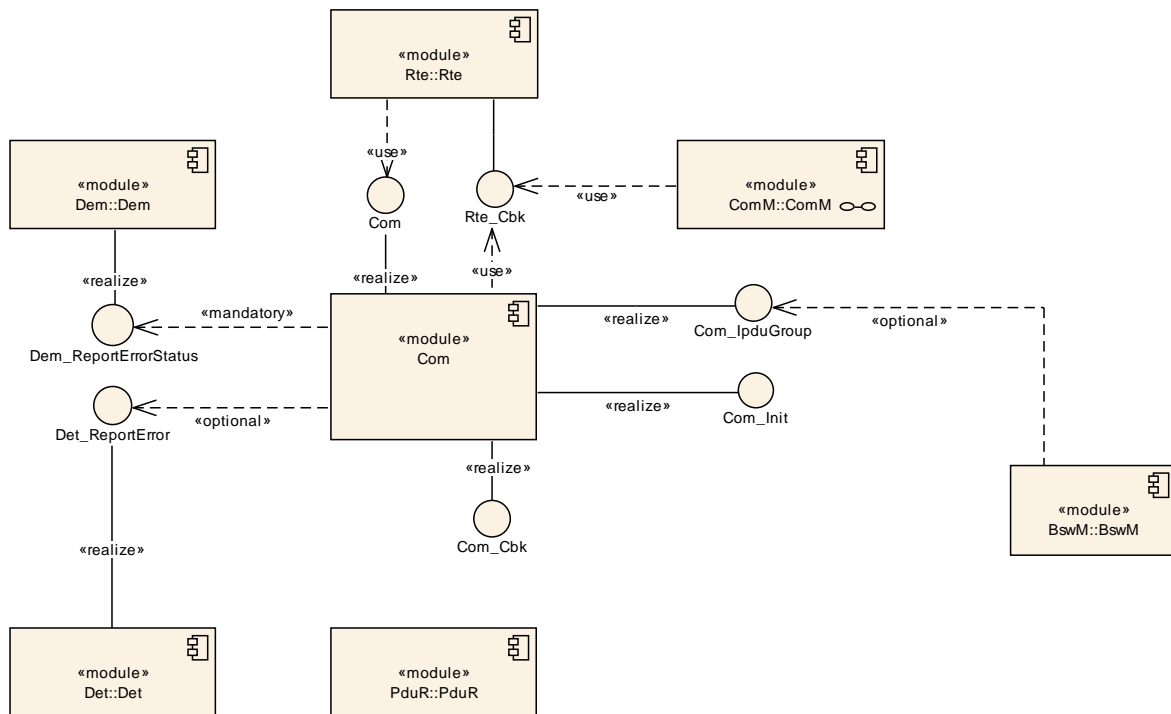 «module»
Rte::Rte
«use»
Com
Rte_Cbk
«use»
«module»
ComM::ComM
«module»
Dem::Dem
«realize»
«realize»
«use»
«mandatory»
Dem_ReportErrorStatus
«module»
Com
«realize»
Com_IpduGroup
«optional»
Det_ReportError
«optional»
«realize»
Com_Init
«realize»
Com_Cbk
«module»
BswM::BswM
«realize»
«module»
Det::Det
«module»
PduR::PduR